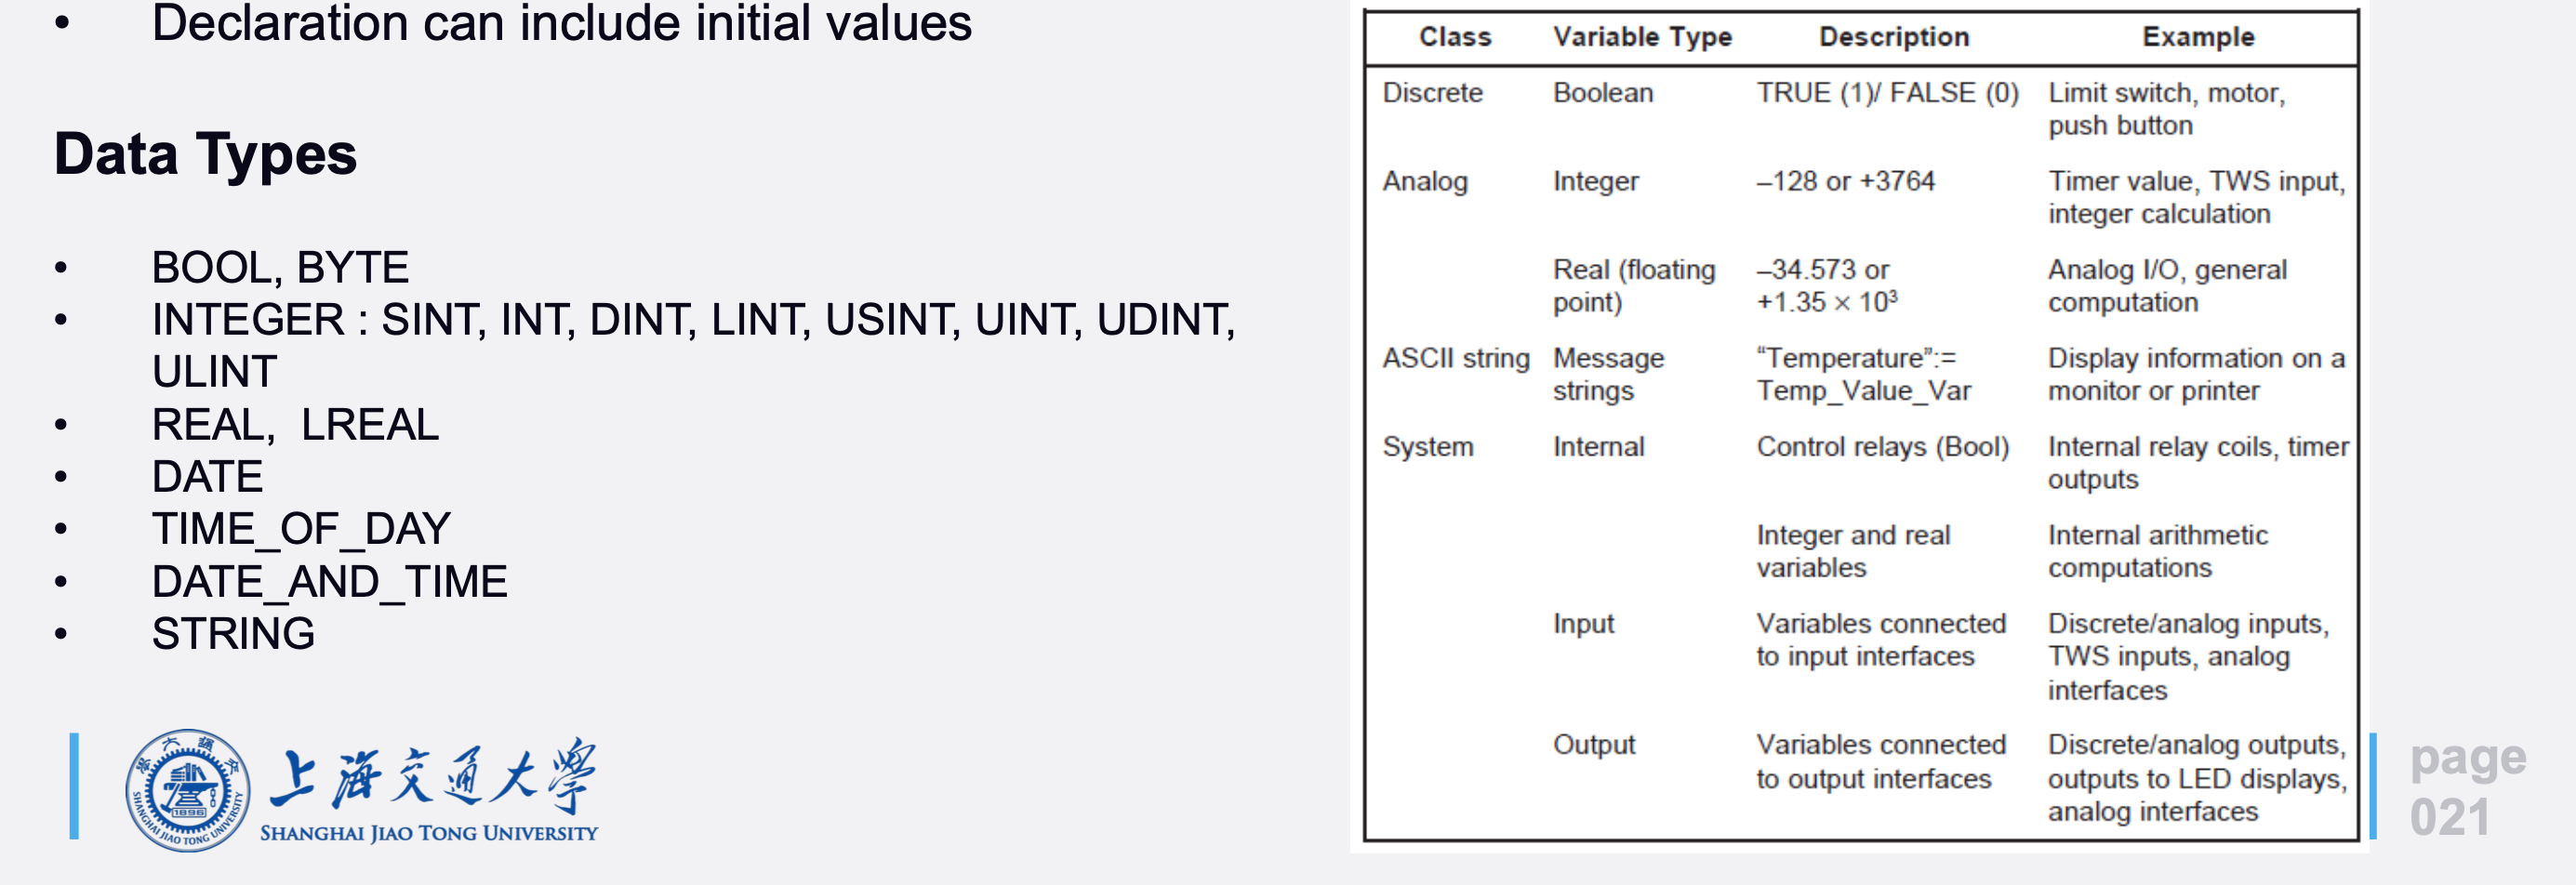 • Declaration can include initial values
Data Types
• BOOL, BYTE
• INTEGER : SINT, INT, DINT, LINT, USINT, UINT, UDINT,
ULINT
• REAL, LREAL
• DATE
• TIME_OF_DAY
• DATE_AND_TIME
• STRING
Class Variable Type Description Example
Discrete Boolean TRUE (1)/ FALSE (0) Limit switch, motor,
push button
Analog Integer –128 or +3764 Timer value, TWS input,
integer calculation
Real (floating –34.573 or Analog I/O, general
point) +1.35 × 10³ computation
ASCII string Message “Temperature”:= Display information on a
strings Temp_Value_Var monitor or printer
System Internal Control relays (Bool) Internal relay coils, timer
outputs
Integer and real Internal arithmetic
variables computations
Input Variables connected Discrete/analog inputs,
to input interfaces TWS inputs, analog
interfaces
Output Variables connected Discrete/analog outputs,
to output interfaces outputs to LED displays,
analog interfaces
上海交通大學
SHANGHAI JIAO TONG UNIVERSITY
1896
SHANGHAI JIAO TONG UNIVERSITY
page
021